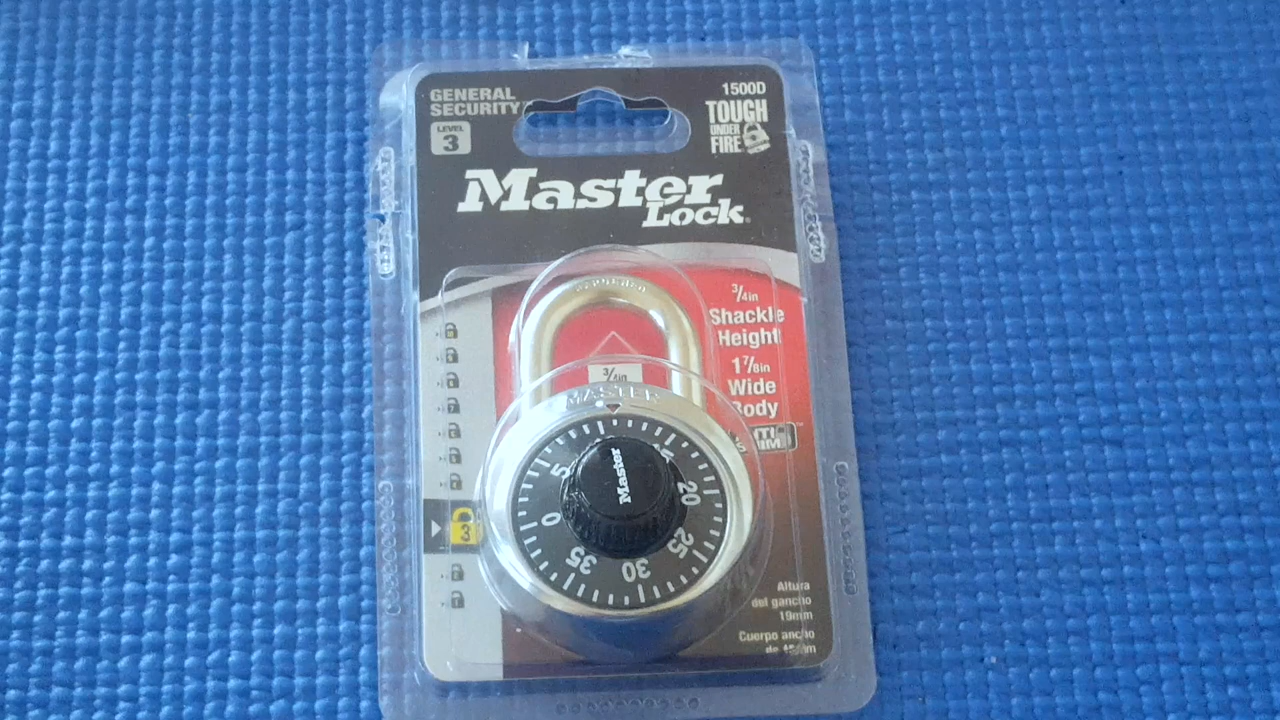 GENERAL
SECURITY
LEVEL
3
1500D
TOUGH
UNDER
FIRE
Master
Lock
3/4in
Shackle
Height
1 7/8in
Wide
Body
3/4in
MASTER
Master
5
0
35
30
25
20
3
Altura
del gancho
19mm
Cuerpo ancho
de